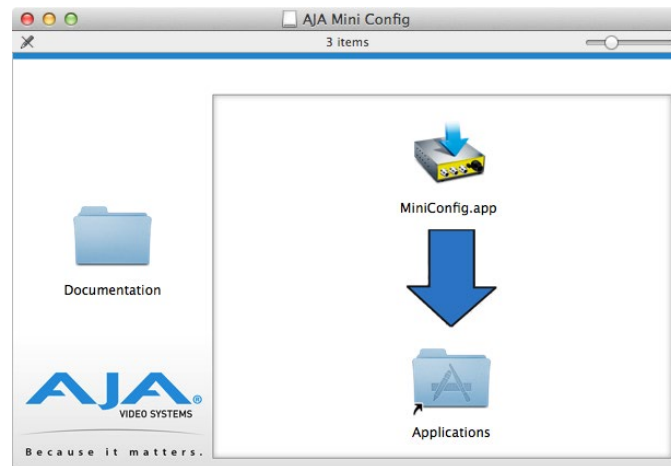 AJA Mini Config
3 items
MiniConfig.app
Documentation
Applications
AJA®
VIDEO SYSTEMS
Because it matters.